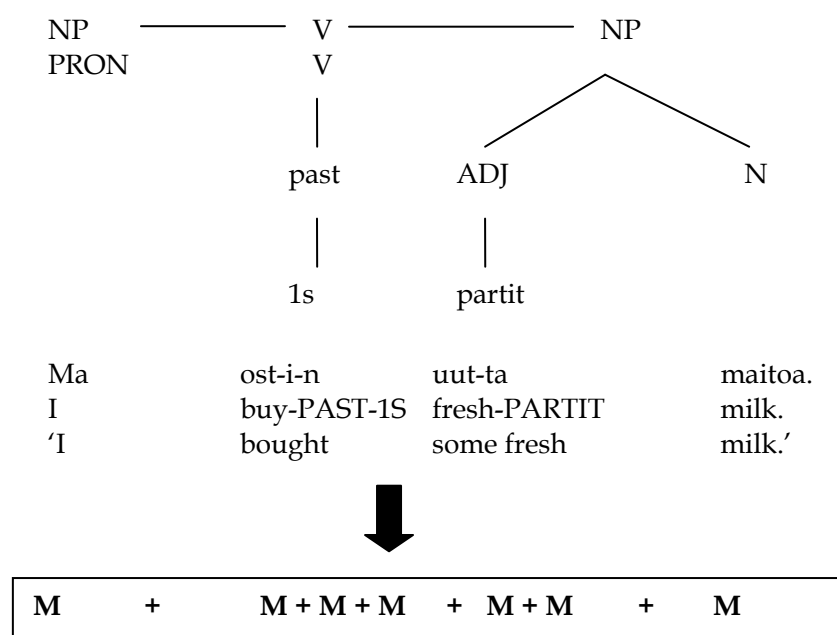 NP V NP
PRON V
past ADJ N
1s partit
Ma ost-i-n uut-ta maitoa.
I buy-PAST-1S fresh-PARTIT milk.
‘I bought some fresh milk.’
M + M + M + M + M + M + M